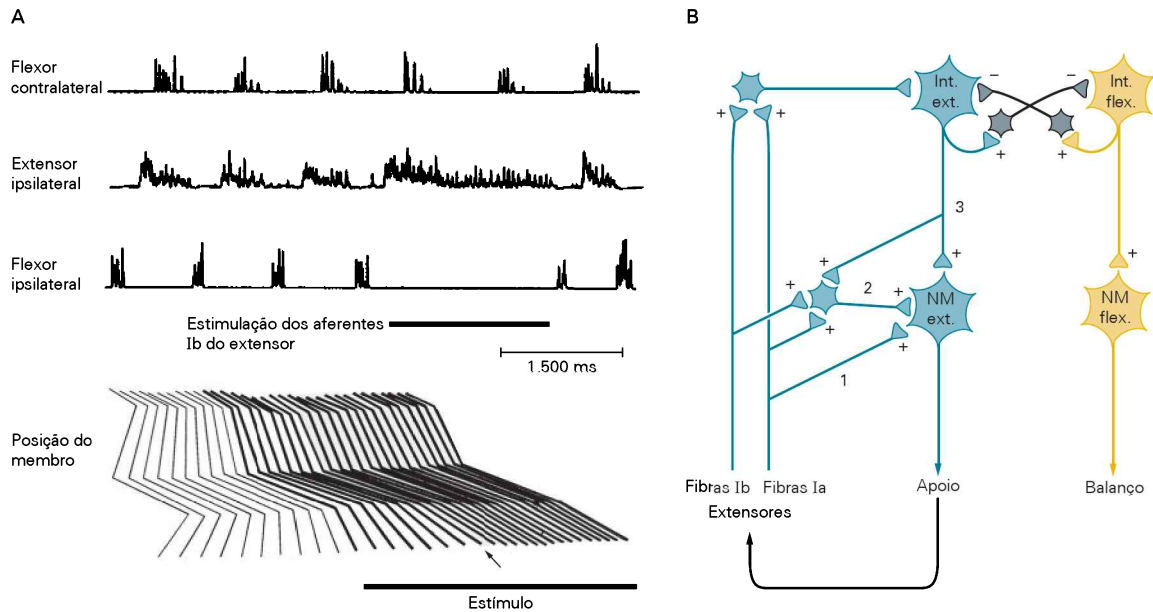 A
Flexor
contralateral
Extensor
ipsilateral
Flexor
ipsilateral
Estimulação dos aferentes
Ib do extensor
1.500 ms
Posição do
membro
Estímulo
B
Int.
ext.
Int.
flex.
− −
+ +
+ +
3
+ +
+ +
2
+
NM
ext.
NM
flex.
+
+
1
Fibras Ib Fibras Ia Apoio Balanço
Extensores